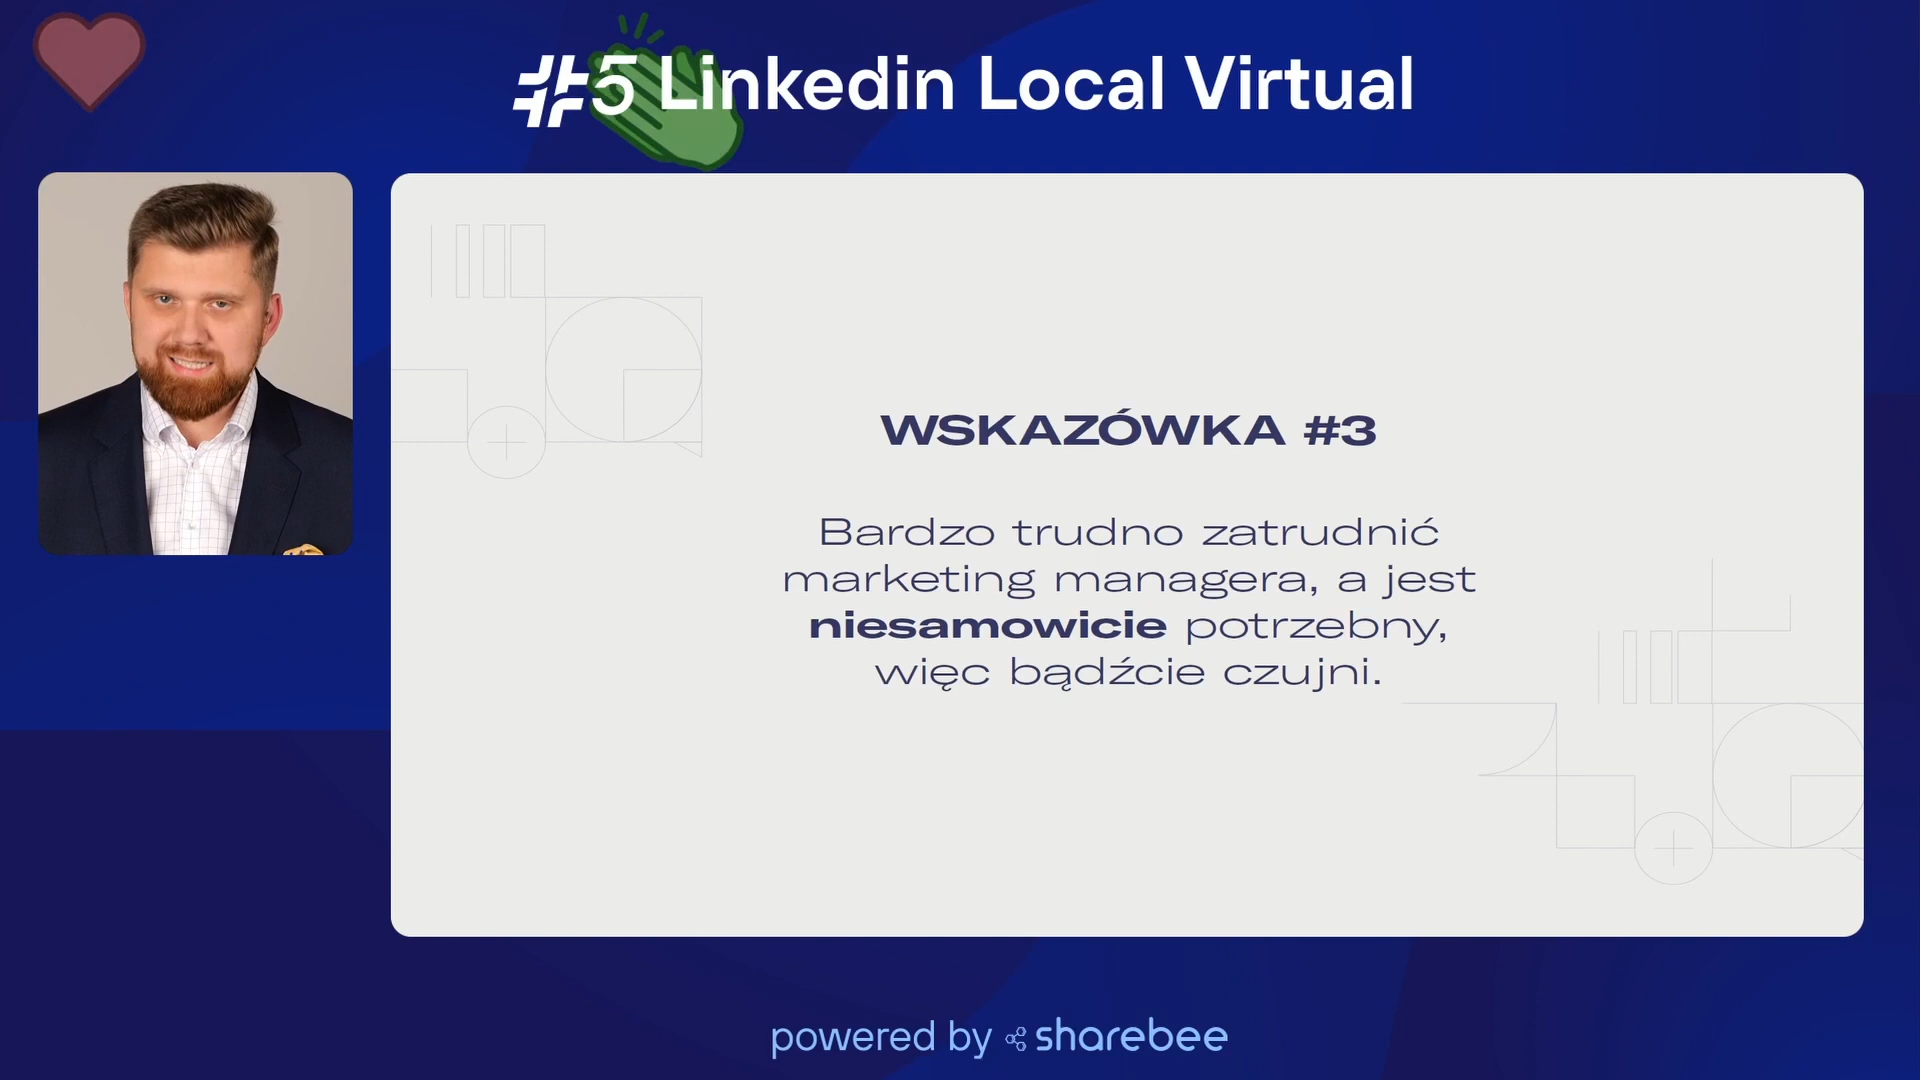 #5 Linkedin Local Virtual
WSKAZÓWKA #3
Bardzo trudno zatrudnić
marketing managera, a jest
niesamowicie potrzebny,
więc bądźcie czujni.
powered by sharebee